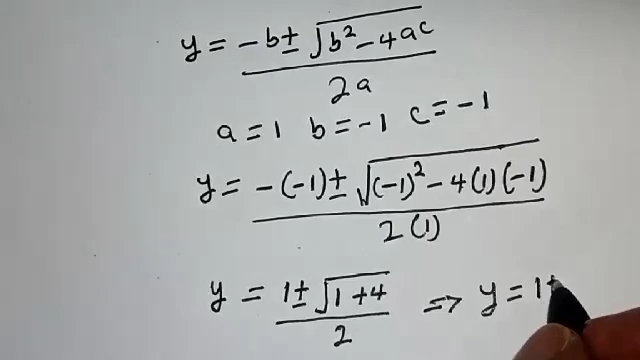 y = -b ± √b² - 4ac / 2a
a = 1 b = -1 c = -1
y = -(-1) ± √(-1)² - 4(1)(-1) / 2(1)
y = 1 ± √1+4 / 2 ⇒ y = 1±